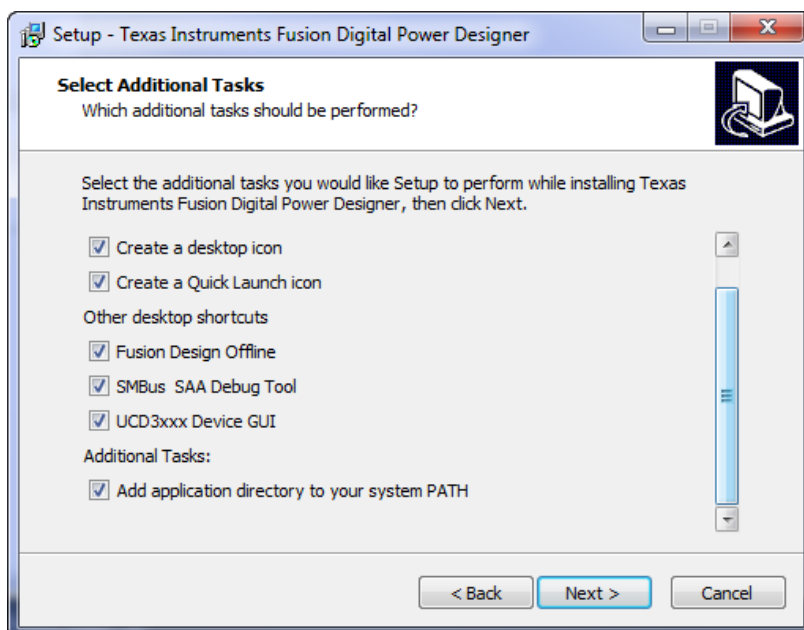 Setup - Texas Instruments Fusion Digital Power Designer
Select Additional Tasks
Which additional tasks should be performed?
Select the additional tasks you would like Setup to perform while installing Texas
Instruments Fusion Digital Power Designer, then click Next.
Create a desktop icon
Create a Quick Launch icon
Other desktop shortcuts
Fusion Design Offline
SMBus SAA Debug Tool
UCD3xxx Device GUI
Additional Tasks:
Add application directory to your system PATH
< Back Next > Cancel